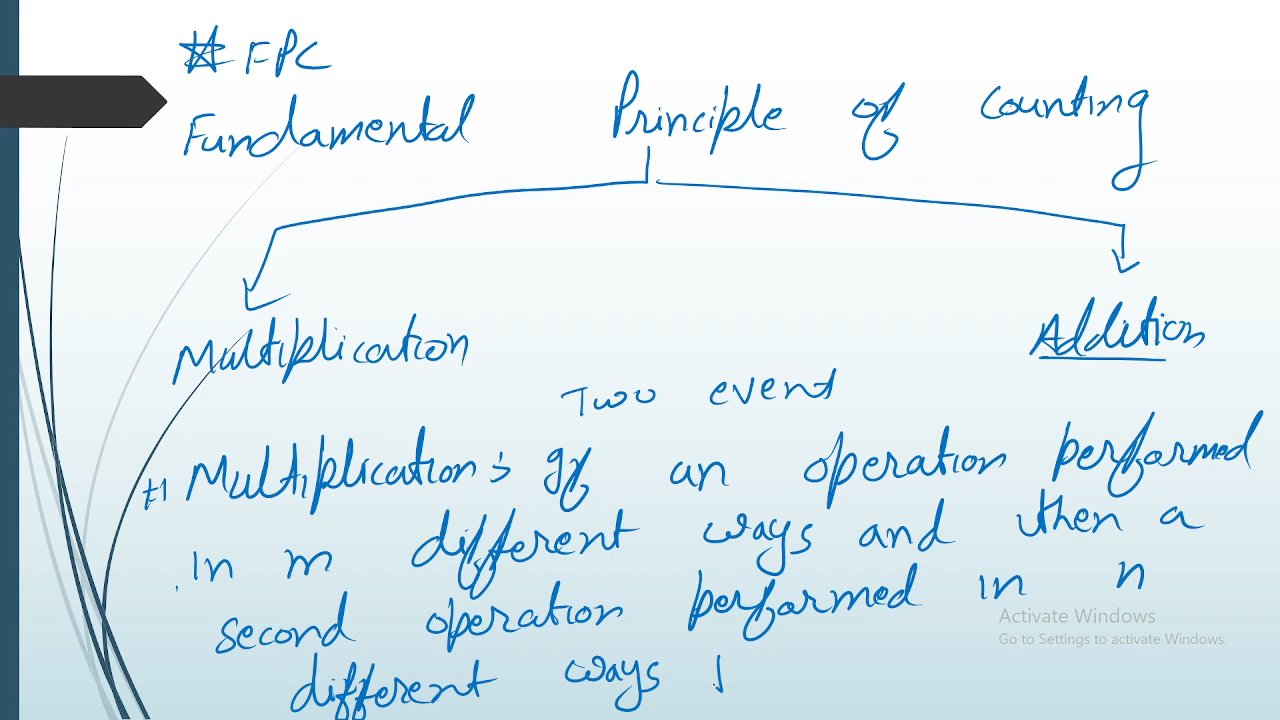 # FPC
Fundamental Principle of Counting
Multiplication Addition
Two event
#1 Multiplication: If an operation performed
in m different ways and then a
second operation performed in n
different ways
Activate Windows
Go to Settings to activate Windows.